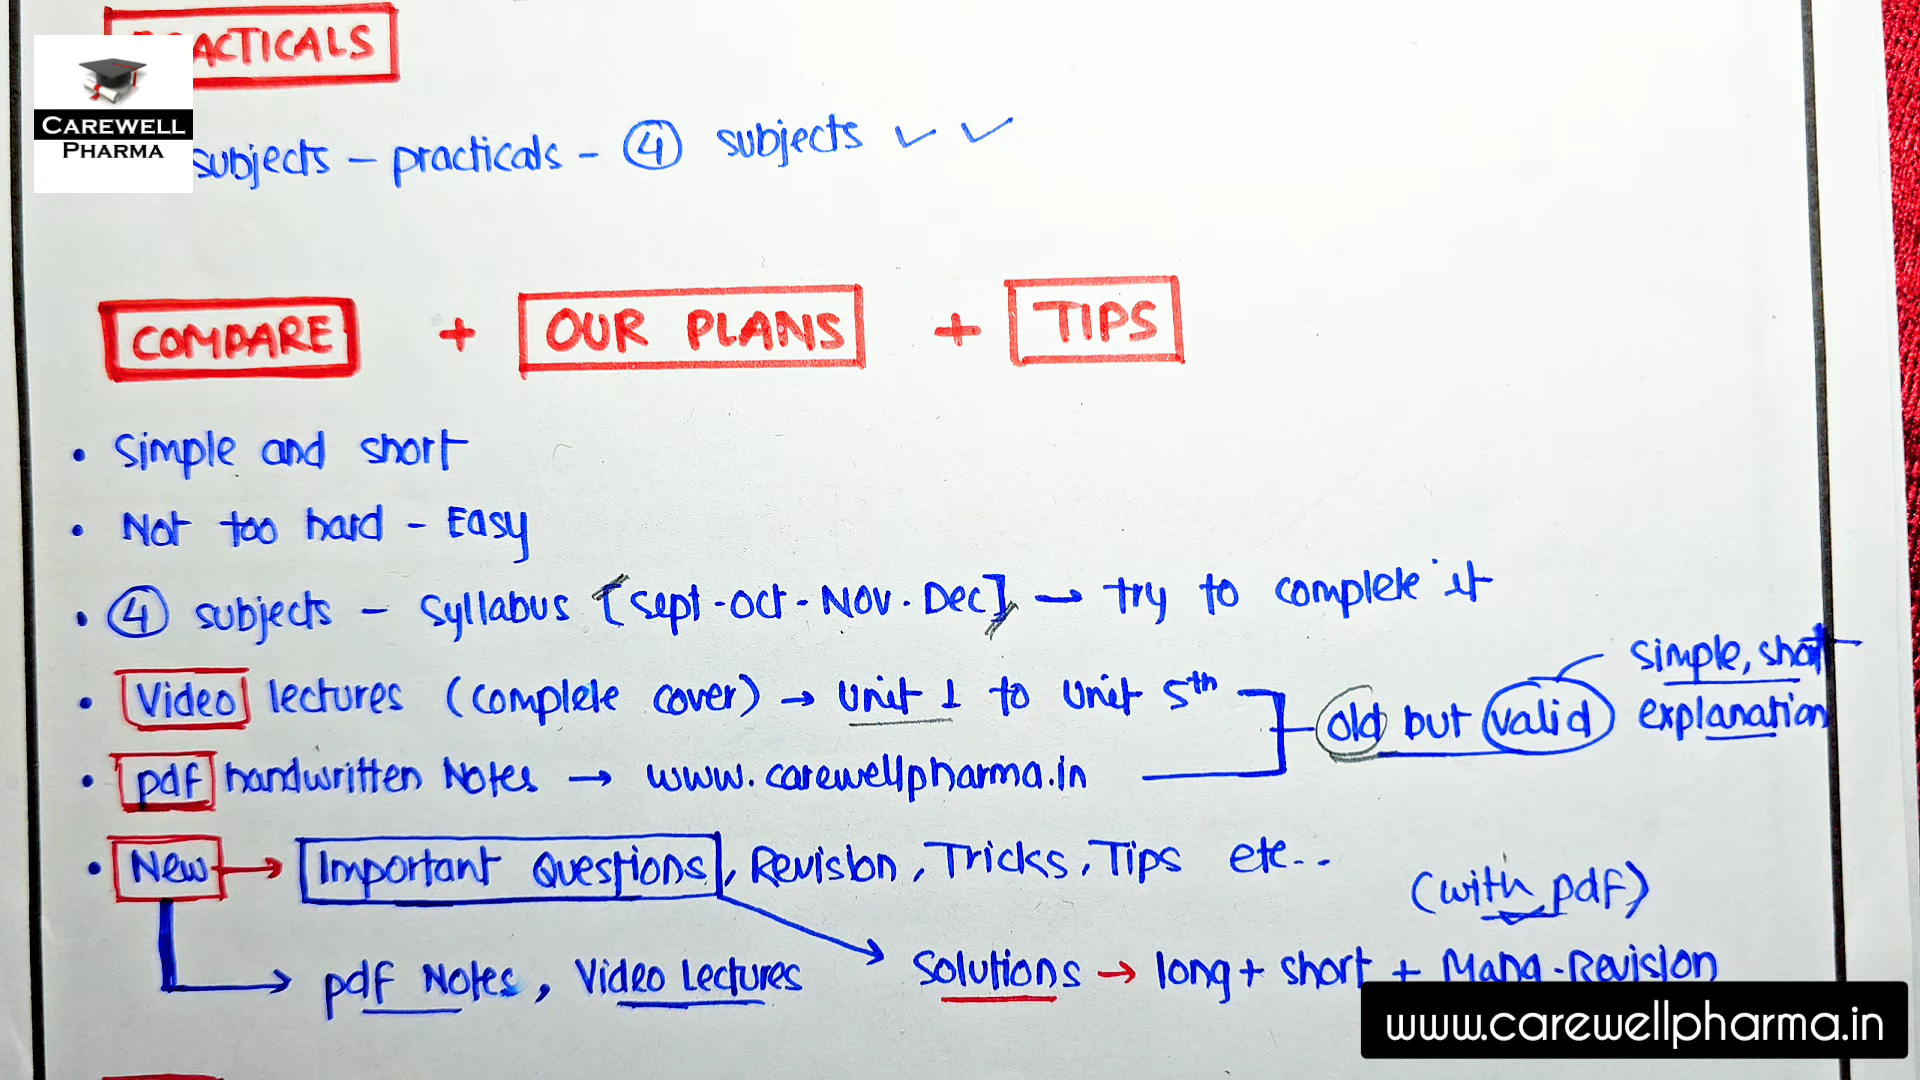 PRACTICALS
CAREWELL
PHARMA
subjects - practicals - 4 subjects ✓ ✓
COMPARE + OUR PLANS + TIPS
• Simple and short
• Not too hard - Easy
• 4 subjects - Syllabus [Sept-Oct-Nov-Dec] → try to complete it
• Video lectures (complete cover) → Unit 1 to Unit 5th
old but valid
simple, short
explanation
• pdf handwritten Notes → www.carewellpharma.in
• New → Important Questions, Revision, Tricks, Tips etc..
(with pdf)
pdf Notes, Video Lectures
Solutions → long + short + Maha-Revision
www.carewellpharma.in